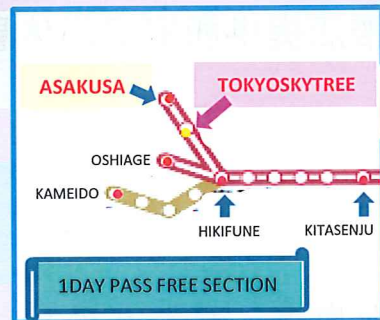 ASAKUSA
TOKYOSKYTREE
OSHIAGE
KAMEIDO
HIKIFUNE
KITASENJU
1DAY PASS FREE SECTION